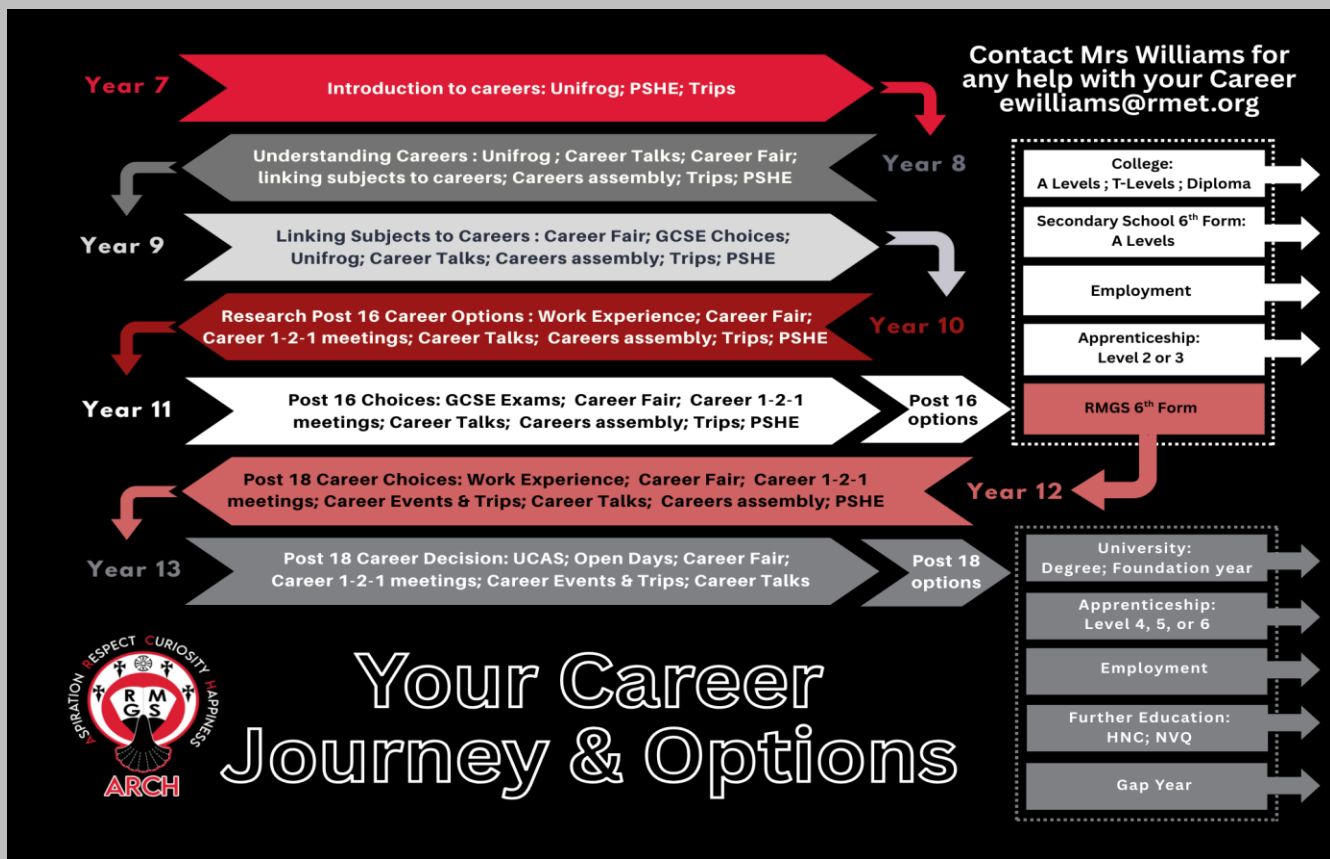 Year 7
Introduction to careers: Unifrog; PSHE; Trips
Contact Mrs Williams for
any help with your Career
ewilliams@rmet.org
Year 8
Understanding Careers : Unifrog ; Career Talks; Career Fair;
linking subjects to careers; Careers assembly; Trips; PSHE
Year 9
Linking Subjects to Careers : Career Fair; GCSE Choices;
Unifrog; Career Talks; Careers assembly; Trips; PSHE
Year 10
Research Post 16 Career Options : Work Experience; Career Fair;
Career 1-2-1 meetings; Career Talks; Careers assembly; Trips; PSHE
Year 11
Post 16 Choices: GCSE Exams; Career Fair; Career 1-2-1
meetings; Career Talks; Careers assembly; Trips; PSHE
Post 16
options
College:
A Levels ; T-Levels ; Diploma
Secondary School 6th Form:
A Levels
Employment
Apprenticeship:
Level 2 or 3
RMGS 6th Form
Year 12
Post 18 Career Choices: Work Experience; Career Fair; Career 1-2-1
meetings; Career Events & Trips; Career Talks; Careers assembly; PSHE
Year 13
Post 18 Career Decision: UCAS; Open Days; Career Fair;
Career 1-2-1 meetings; Career Events & Trips; Career Talks
Post 18
options
University:
Degree; Foundation year
Apprenticeship:
Level 4, 5, or 6
Employment
Further Education:
HNC; NVQ
Gap Year
ASPIRATION RESPECT CURIOSITY HAPPINESS
R M
G S
ARCH
Your Career
Journey & Options